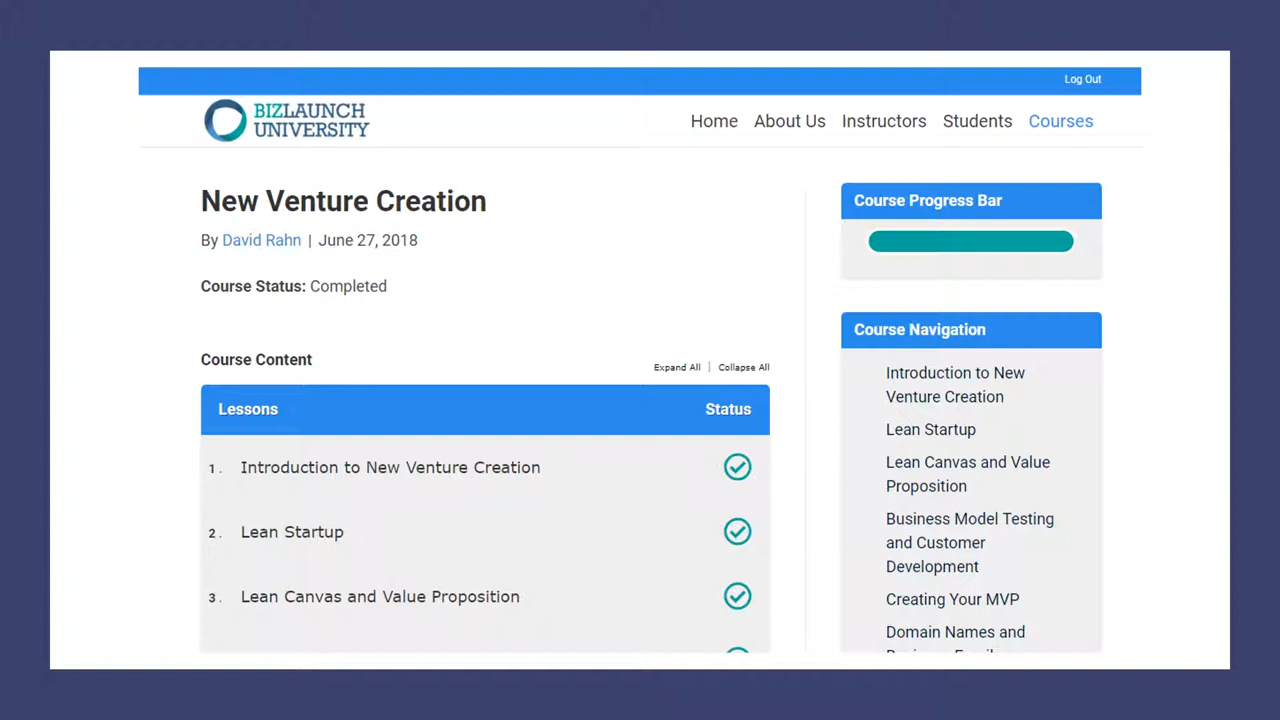 Log Out
BIZLAUNCH
UNIVERSITY
Home About Us Instructors Students Courses
New Venture Creation
By David Rahn | June 27, 2018
Course Status: Completed
Course Content
Expand All | Collapse All
Lessons Status
1. Introduction to New Venture Creation
2. Lean Startup
3. Lean Canvas and Value Proposition
Course Progress Bar
Course Navigation
Introduction to New
Venture Creation
Lean Startup
Lean Canvas and Value
Proposition
Business Model Testing
and Customer
Development
Creating Your MVP
Domain Names and